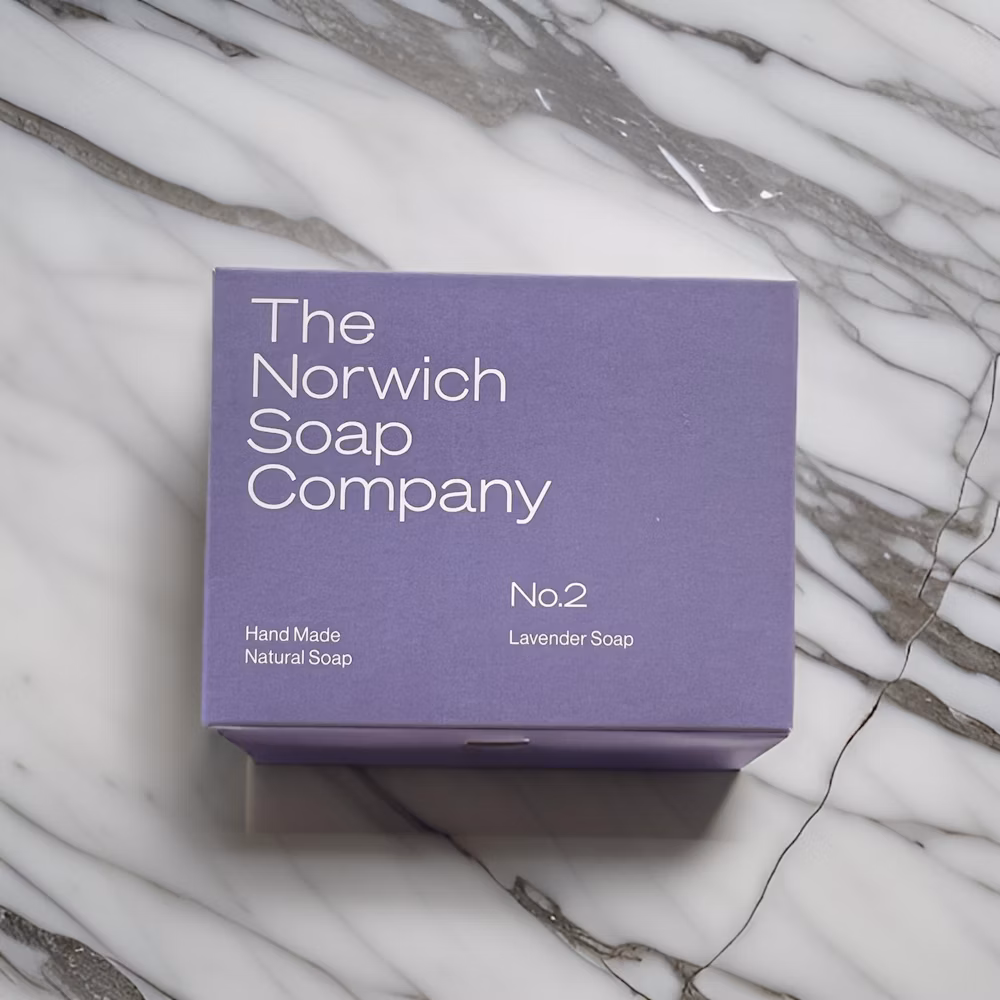 The
Norwich
Soap
Company
No.2
Hand Made
Natural Soap
Lavender Soap